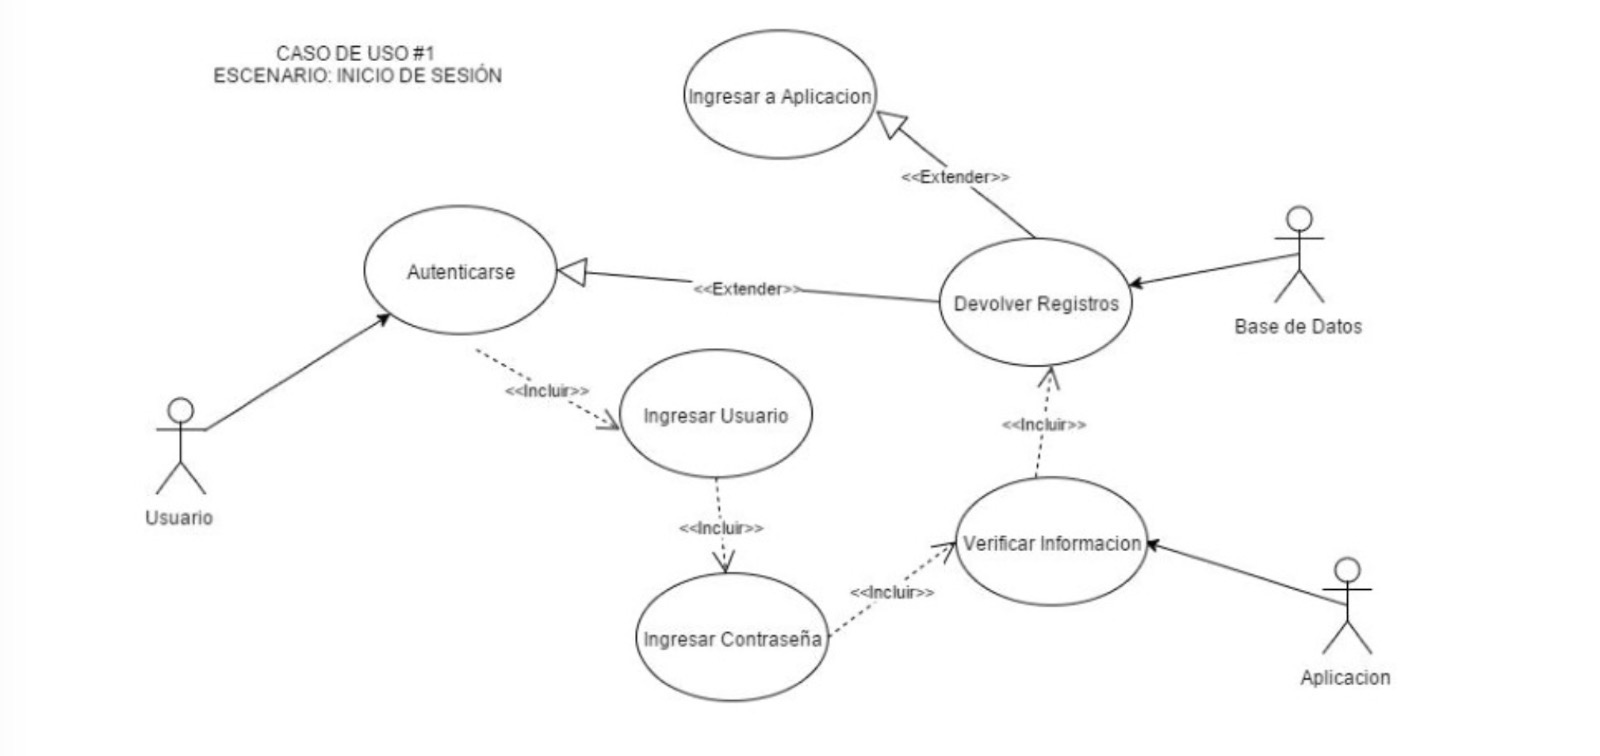 CASO DE USO #1
ESCENARIO: INICIO DE SESIÓN
Ingresar a Aplicacion
<<Extender>>
Autenticarse
<<Extender>>
Devolver Registros
Base de Datos
<<Incluir>>
Ingresar Usuario
<<Incluir>>
Usuario
<<Incluir>>
Verificar Informacion
<<Incluir>>
Ingresar Contraseña
Aplicacion